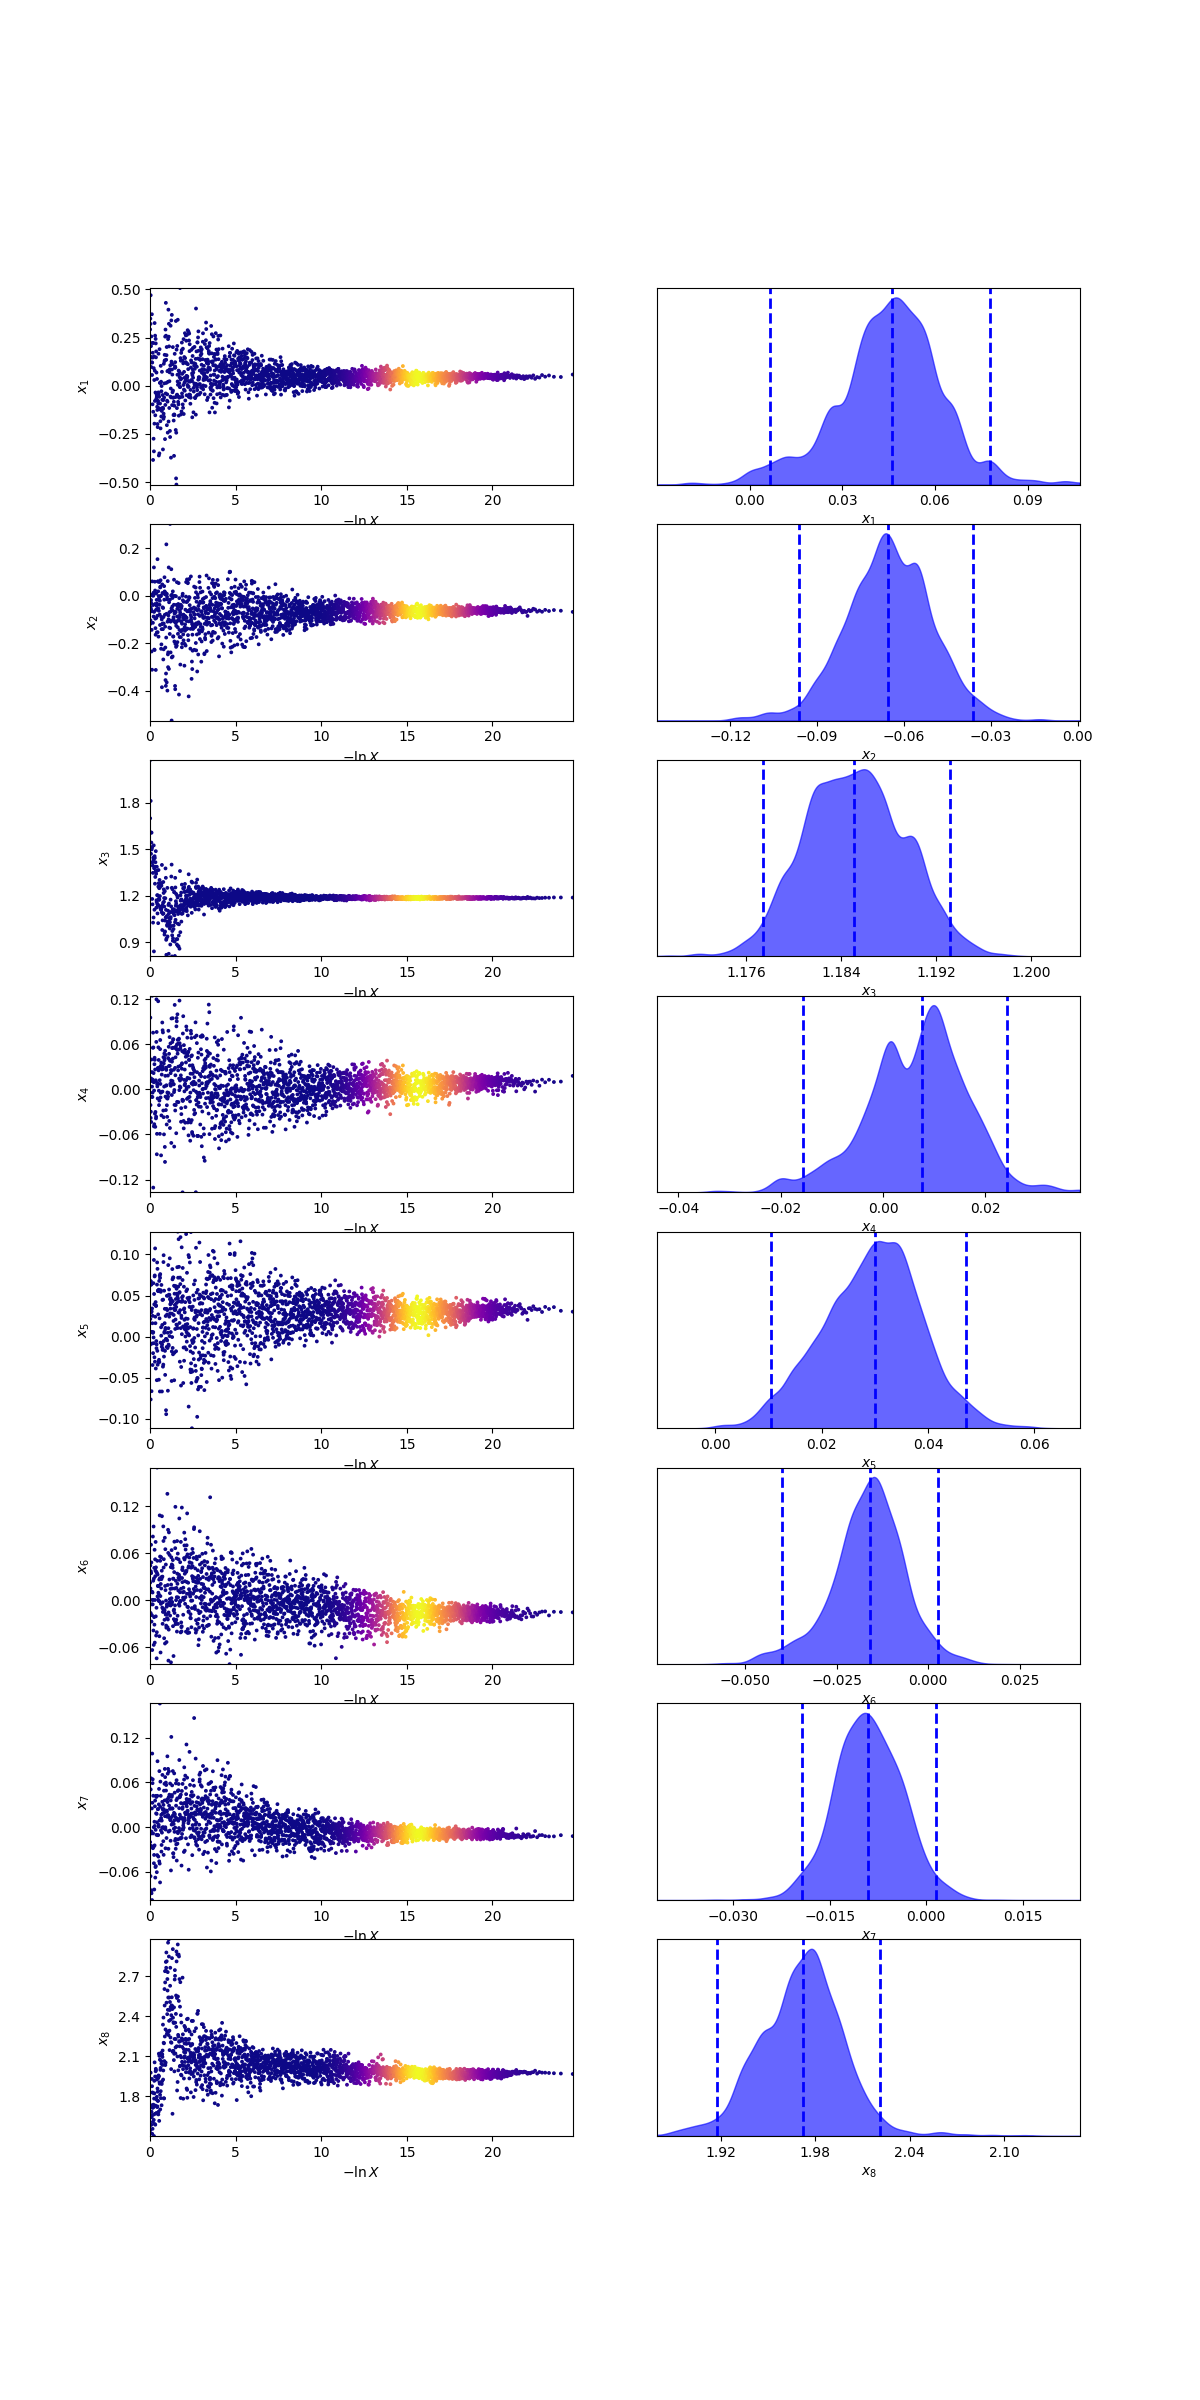 0.50
0.25
0.00
−0.25
−0.50
x₁
0 5 10 15 20
−ln X
0.00 0.03 0.06 0.09
x₁
0.2
0.0
−0.2
−0.4
x₂
0 5 10 15 20
−ln X
−0.12 −0.09 −0.06 −0.03 0.00
x₂
1.8
1.5
1.2
0.9
x₃
0 5 10 15 20
−ln X
1.176 1.184 1.192 1.200
x₃
0.12
0.06
0.00
−0.06
−0.12
x₄
0 5 10 15 20
−ln X
−0.04 −0.02 0.00 0.02
x₄
0.10
0.05
0.00
−0.05
−0.10
x₅
0 5 10 15 20
−ln X
0.00 0.02 0.04 0.06
x₅
0.12
0.06
0.00
−0.06
x₆
0 5 10 15 20
−ln X
−0.050 −0.025 0.000 0.025
x₆
0.12
0.06
0.00
−0.06
x₇
0 5 10 15 20
−ln X
−0.030 −0.015 0.000 0.015
x₇
2.7
2.4
2.1
1.8
x₈
0 5 10 15 20
−ln X
1.92 1.98 2.04 2.10
x₈